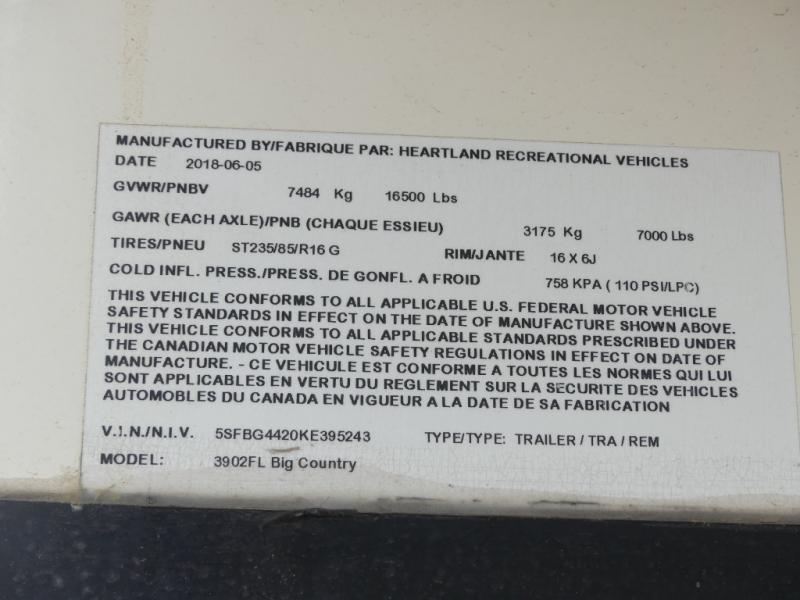 MANUFACTURED BY/FABRIQUE PAR: HEARTLAND RECREATIONAL VEHICLES
DATE 2018-06-05
GVWR/PNBV 7484 Kg 16500 Lbs
GAWR (EACH AXLE)/PNB (CHAQUE ESSIEU) 3175 Kg 7000 Lbs
TIRES/PNEU ST235/85/R16 G RIM/JANTE 16 X 6J
COLD INFL. PRESS./PRESS. DE GONFL. A FROID 758 KPA ( 110 PSI/LPC)
THIS VEHICLE CONFORMS TO ALL APPLICABLE U.S. FEDERAL MOTOR VEHICLE
SAFETY STANDARDS IN EFFECT ON THE DATE OF MANUFACTURE SHOWN ABOVE.
THIS VEHICLE CONFORMS TO ALL APPLICABLE STANDARDS PRESCRIBED UNDER
THE CANADIAN MOTOR VEHICLE SAFETY REGULATIONS IN EFFECT ON DATE OF
MANUFACTURE. - CE VEHICULE EST CONFORME A TOUTES LES NORMES QUI LUI
SONT APPLICABLES EN VERTU DU REGLEMENT SUR LA SECURITE DES VEHICLES
AUTOMOBILES DU CANADA EN VIGUEUR A LA DATE DE SA FABRICATION
V.I.N./N.I.V. 5SFBG4420KE395243 TYPE/TYPE: TRAILER / TRA / REM
MODEL: 3902FL Big Country